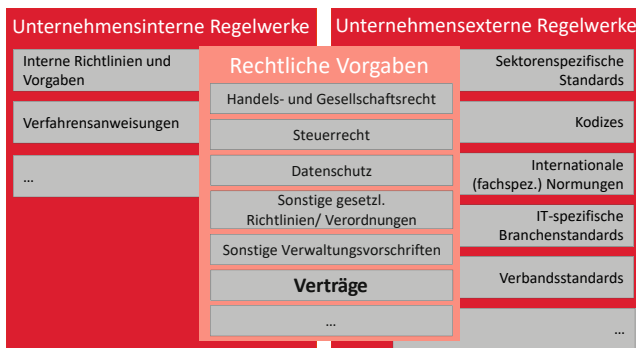 Unternehmensinterne Regelwerke
Interne Richlinien und
Vorgaben
Verfahrensanweisungen
...
Rechtliche Vorgaben
Handels- und Gesellschaftsrecht
Steuerrecht
Datenschutz
Sonstige gesetzl.
Richtlinien/ Verordnungen
Sonstige Verwaltungsvorschriften
Verträge
...
Unternehmensexterne Regelwerke
Sektorenspezifische
Standards
Kodizes
Internationale
(fachspez.) Normungen
IT-spezifische
Branchenstandards
Verbandsstandards
...